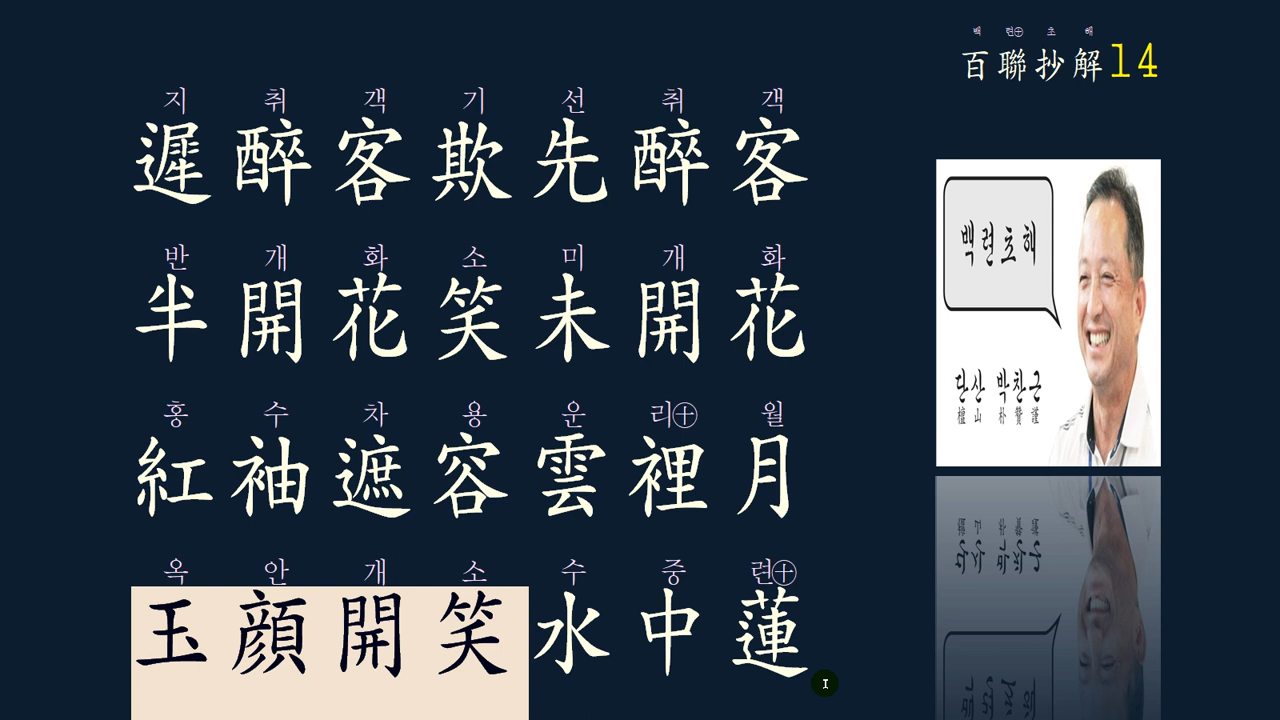 백 련㊉ 초 해
百聯抄解14
지 취 객 기 선 취 객
遲醉客欺先醉客
반 개 화 소 미 개 화
半開花笑未開花
홍 수 차 용 운 리㊉ 월
紅袖遮容雲裡月
옥 안 개 소 수 중 련㊉
玉顔開笑水中蓮
백련초해
단산 박찬근
檀山 朴贊謹